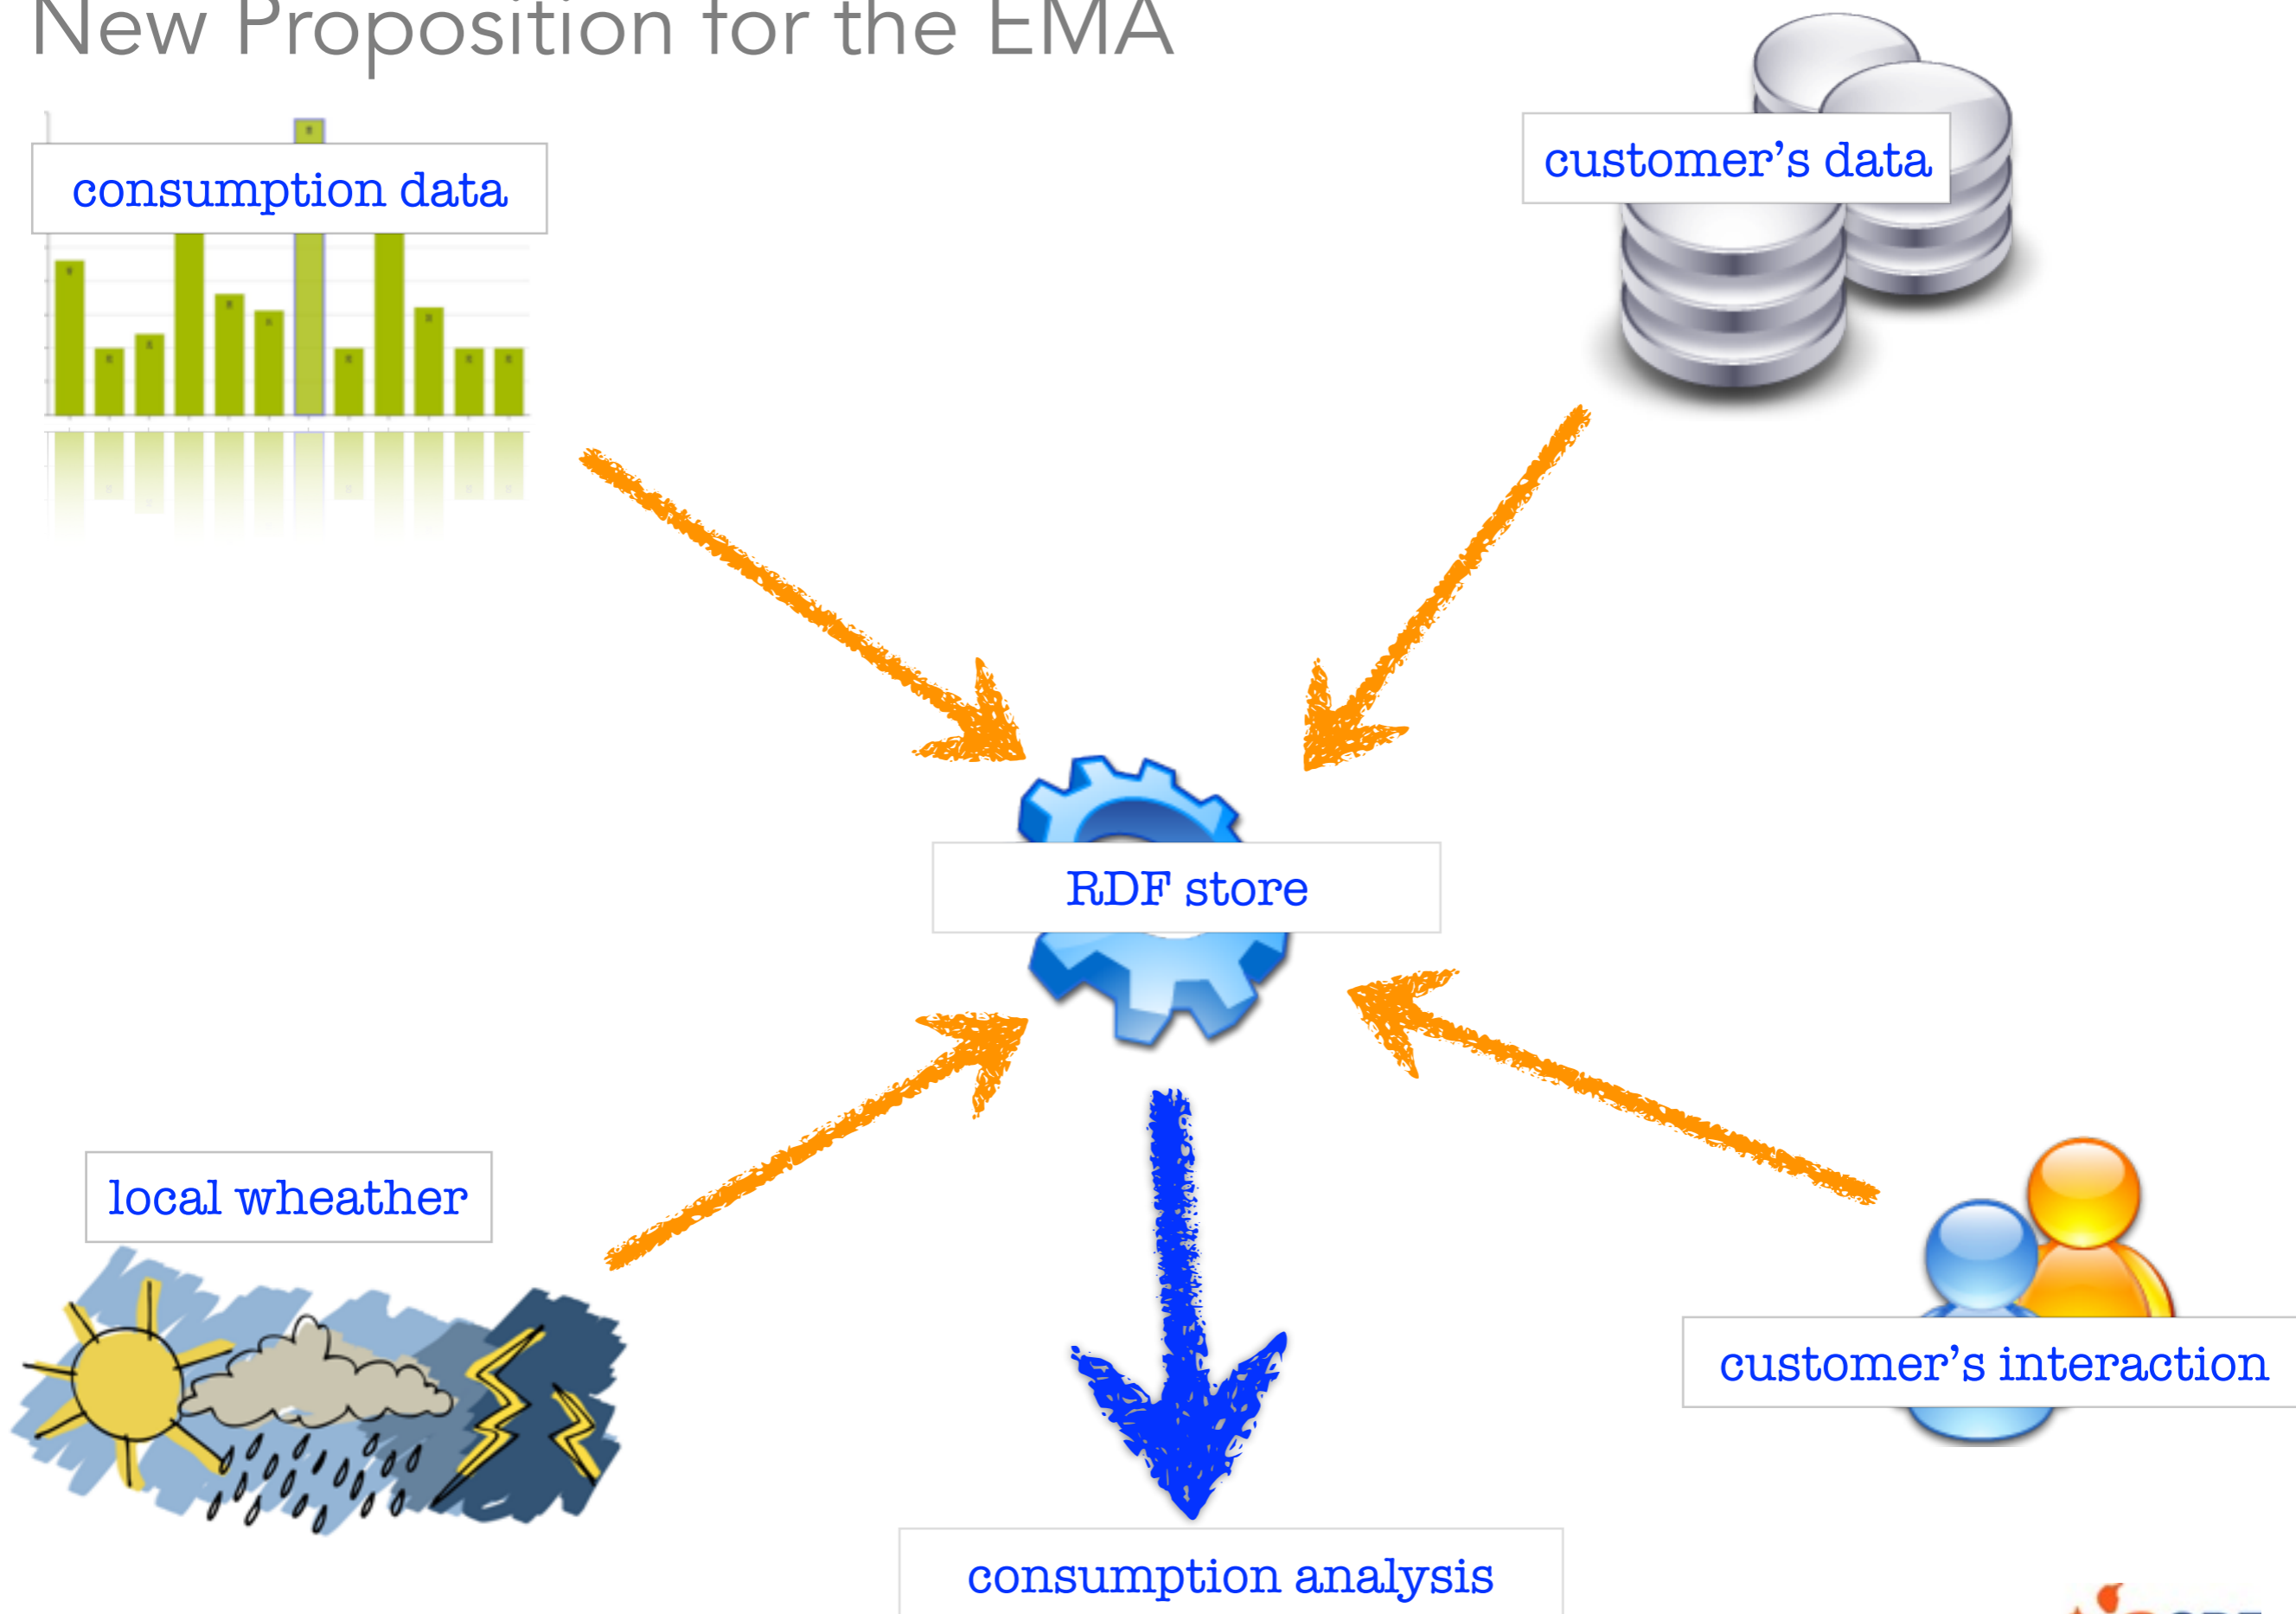 New Proposition for the EMA
consumption data
customer’s data
RDF store
local wheather
customer’s interaction
consumption analysis